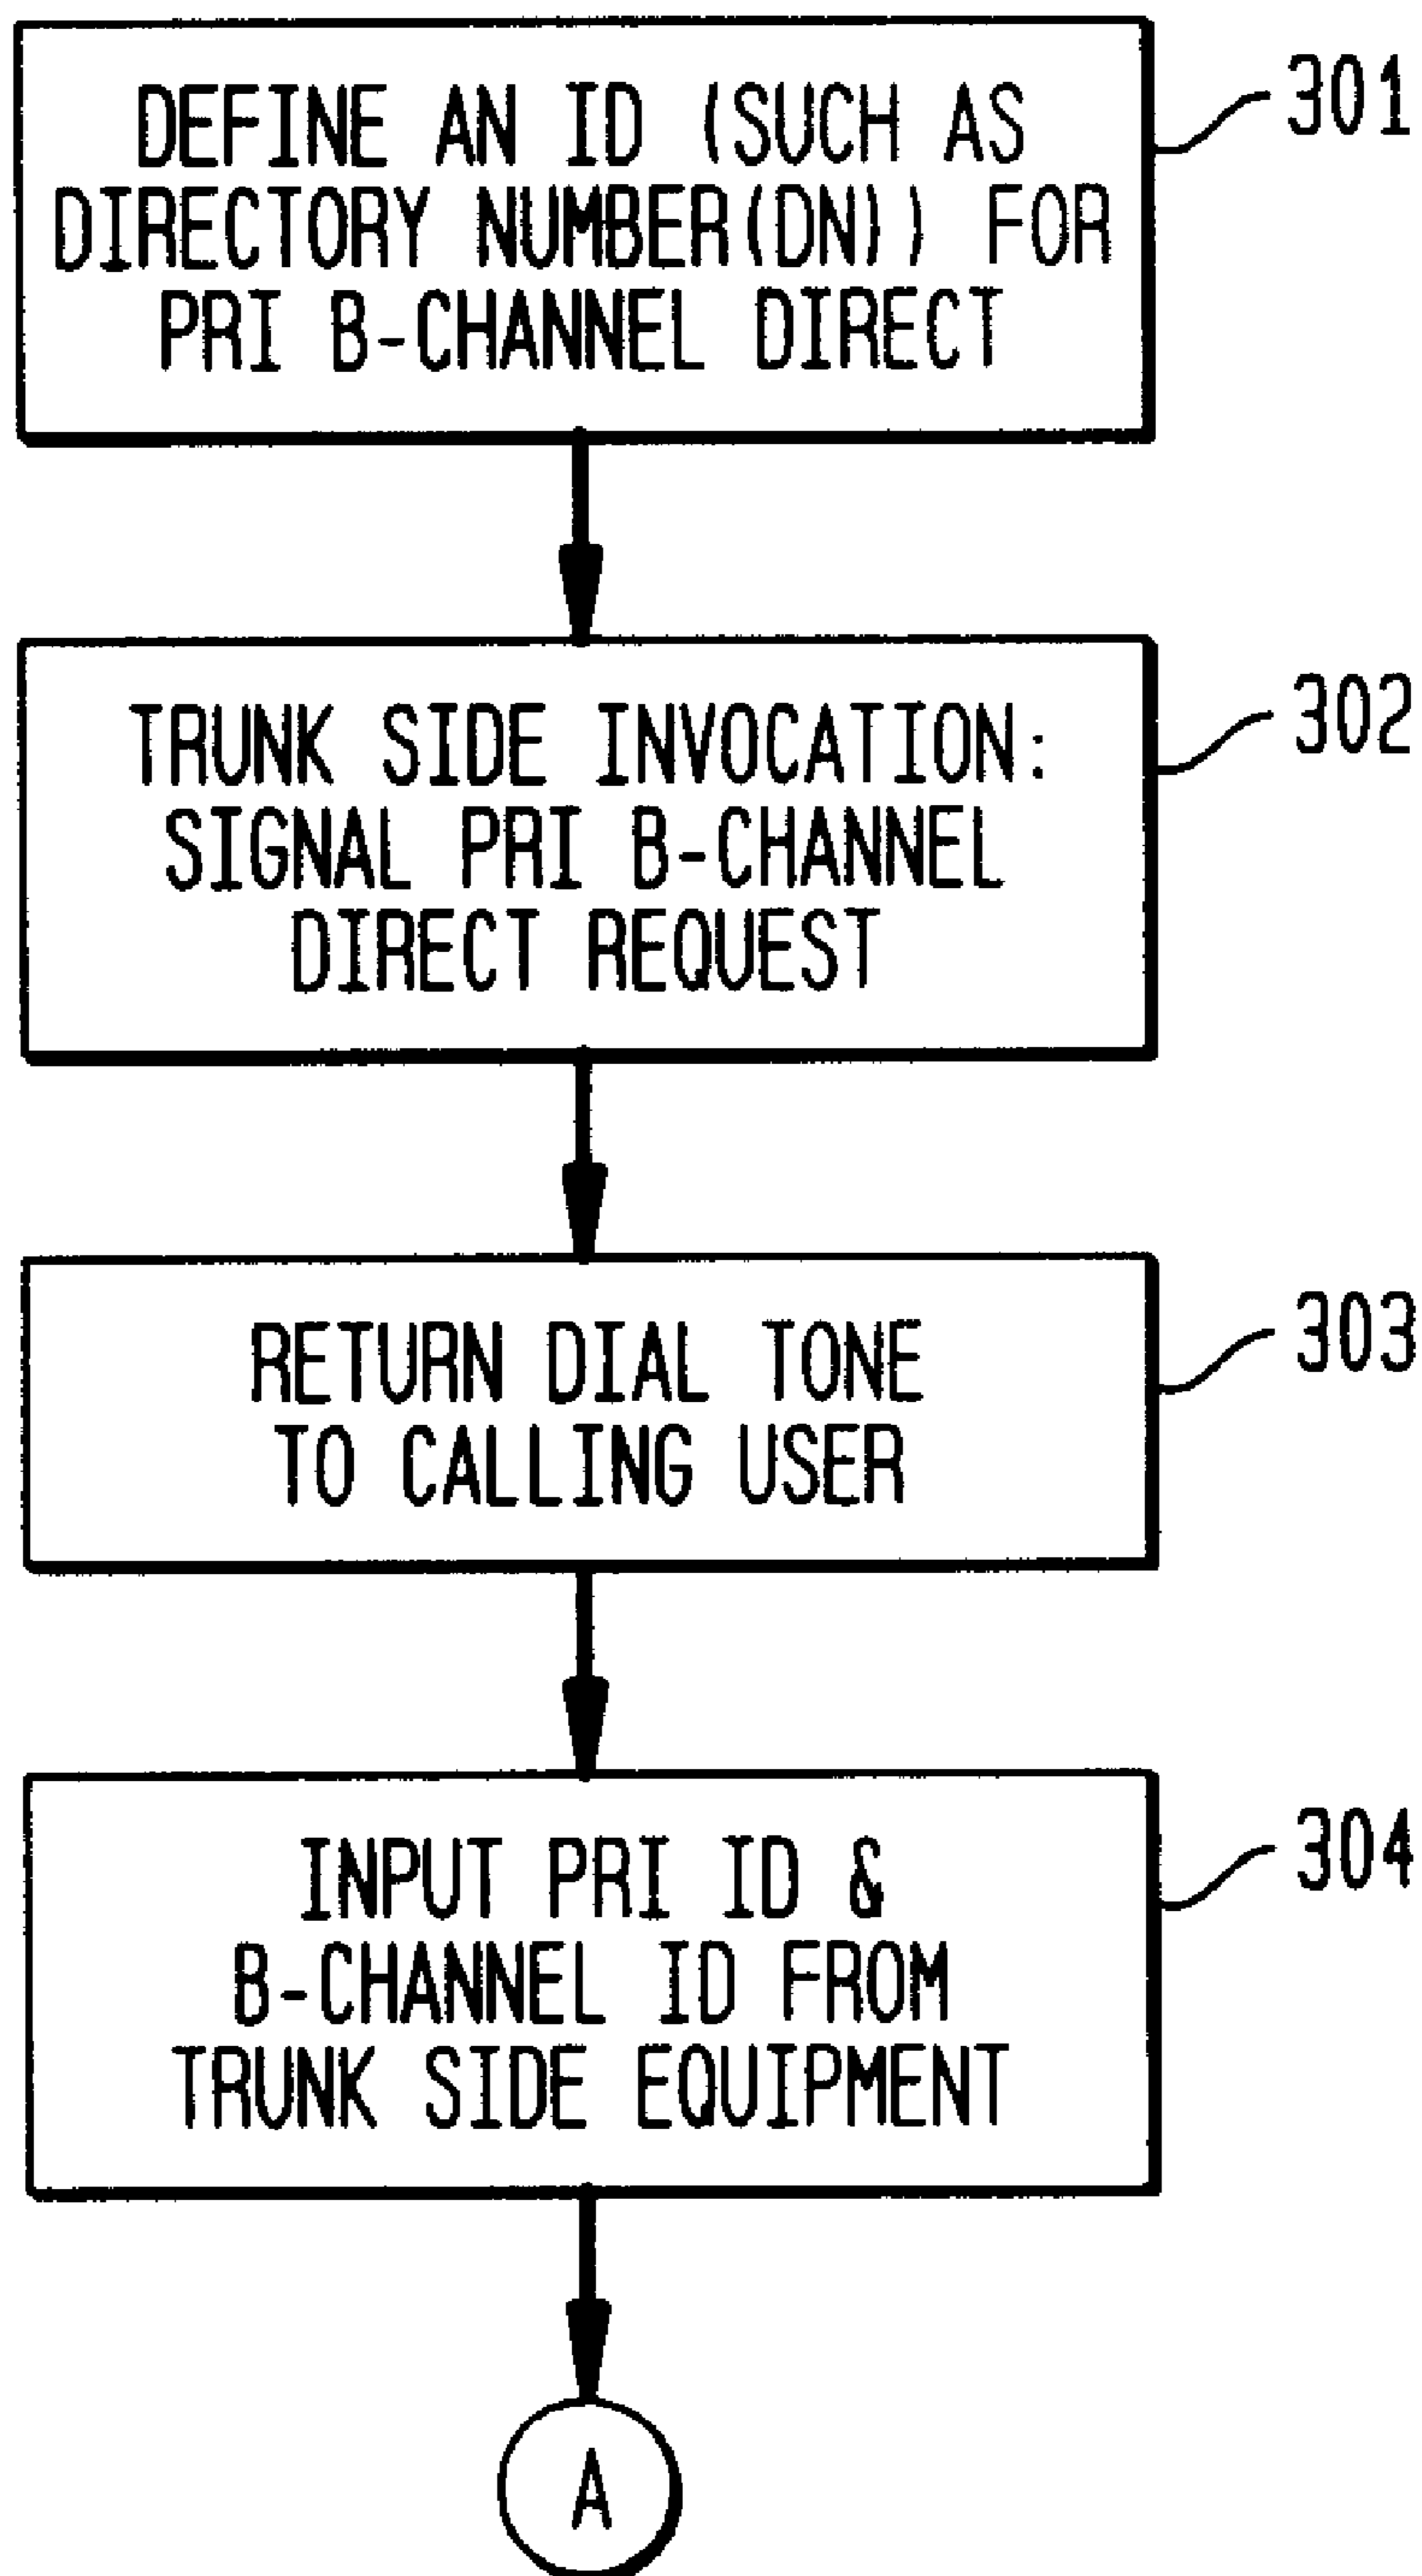 DEFINE AN ID (SUCH AS
DIRECTORY NUMBER(DN)) FOR
PRI B-CHANNEL DIRECT
301
TRUNK SIDE INVOCATION:
SIGNAL PRI B-CHANNEL
DIRECT REQUEST
302
RETURN DIAL TONE
TO CALLING USER
303
INPUT PRI ID &
B-CHANNEL ID FROM
TRUNK SIDE EQUIPMENT
304
A